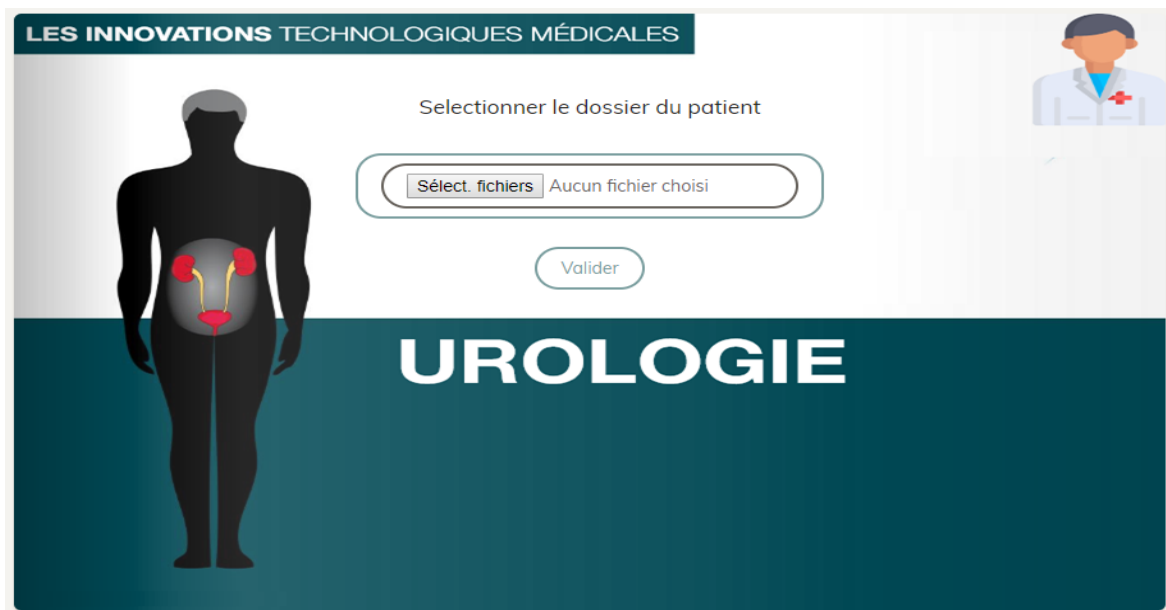 LES INNOVATIONS TECHNOLOGIQUES MÉDICALES
Selectionner le dossier du patient
Sélect. fichiers Aucun fichier choisi
Valider
UROLOGIE